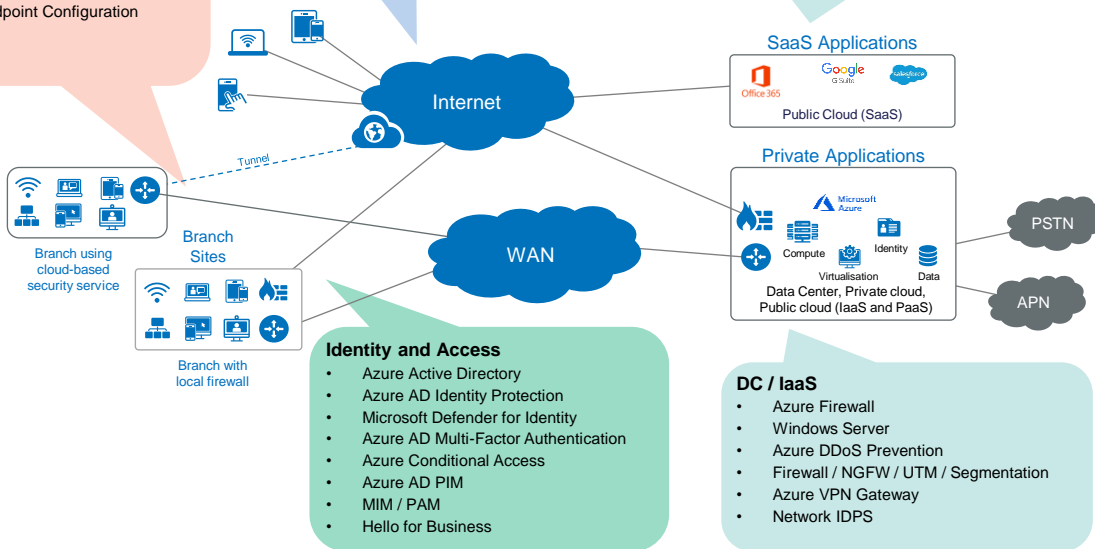 dpoint Configuration
SaaS Applications
Office 365
Google
G Suite
salesforce
Public Cloud (SaaS)
Internet
Tunnel
Private Applications
Microsoft
Azure
Compute
Identity
Virtualisation
Data
Data Center, Private cloud,
Public cloud (IaaS and PaaS)
PSTN
APN
WAN
Branch using
cloud-based
security service
Branch
Sites
Branch with
local firewall
Identity and Access
• Azure Active Directory
• Azure AD Identity Protection
• Microsoft Defender for Identity
• Azure AD Multi-Factor Authentication
• Azure Conditional Access
• Azure AD PIM
• MIM / PAM
• Hello for Business
DC / IaaS
• Azure Firewall
• Windows Server
• Azure DDoS Prevention
• Firewall / NGFW / UTM / Segmentation
• Azure VPN Gateway
• Network IDPS